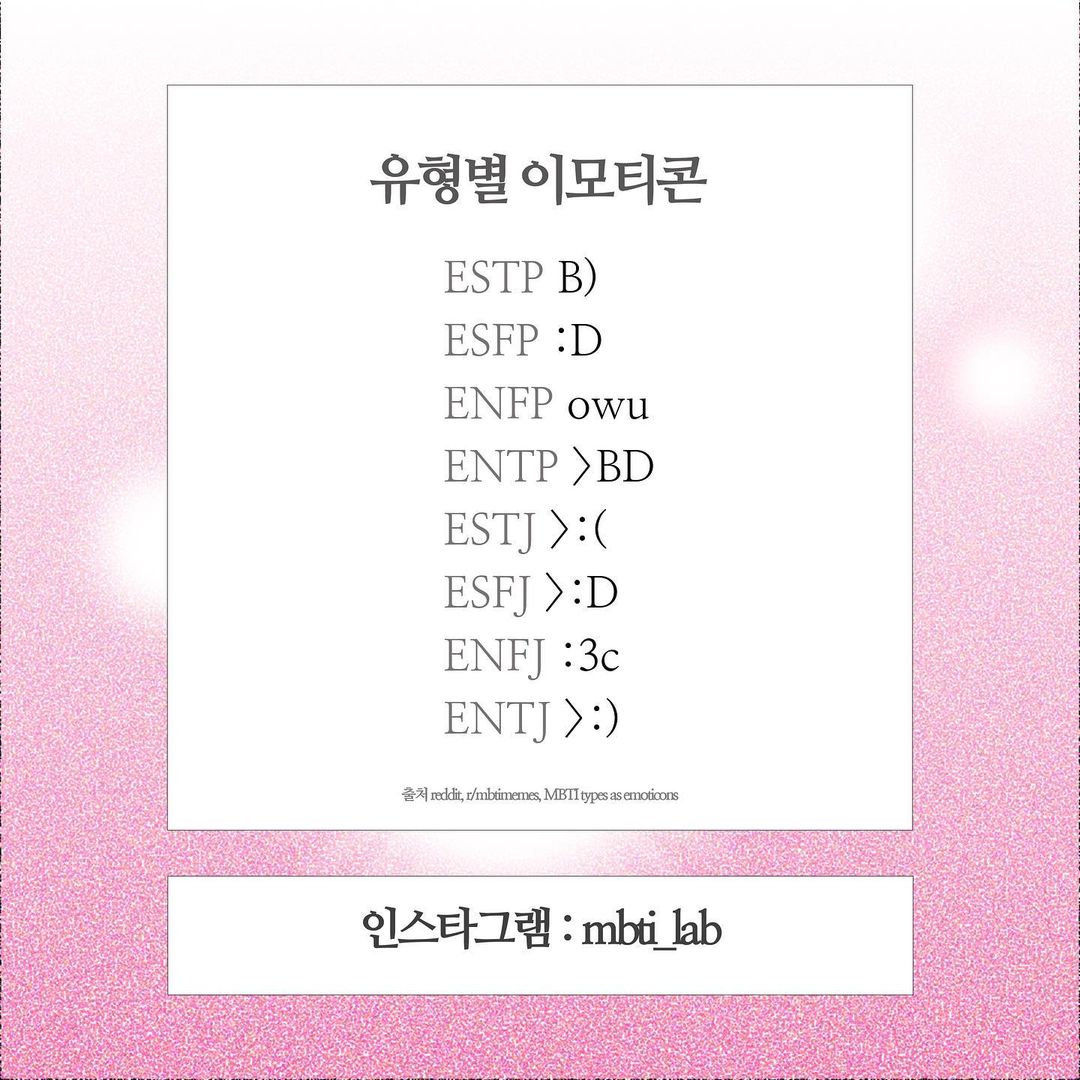 유형별 이모티콘
ESTP B)
ESFP :D
ENFP owu
ENTP >BD
ESTJ >:(
ESFJ >:D
ENFJ :3c
ENTJ >:)
출처 reddit, r/mbtimemes, MBTI types as emoticons
인스타그램 : mbti_lab